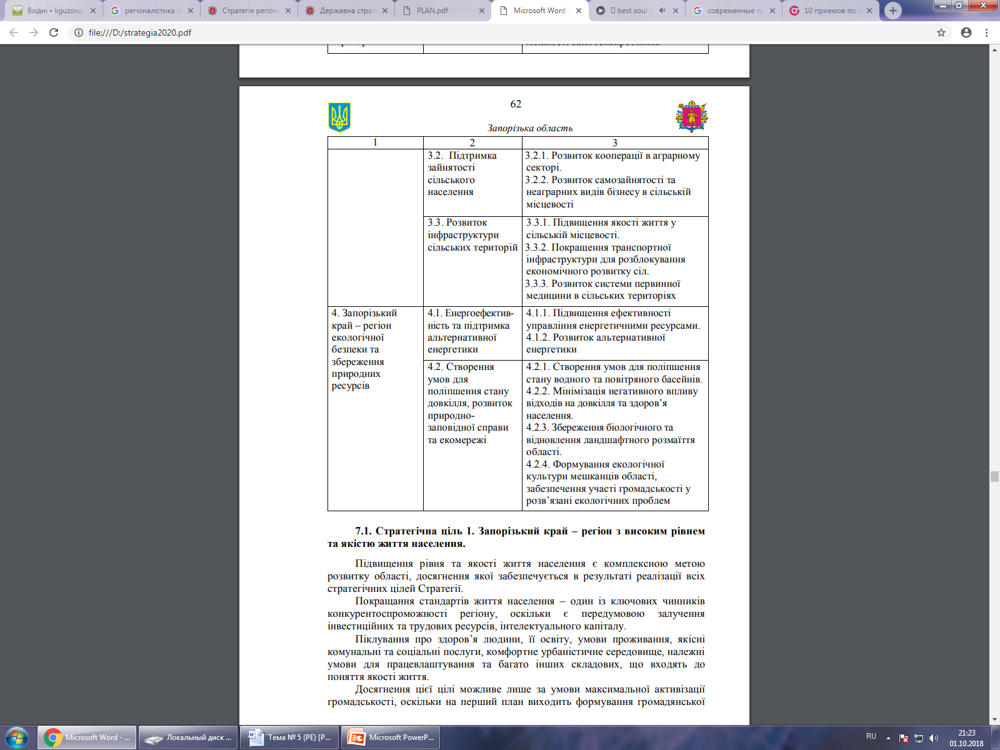 Вхідні • liguzova.
регіоналістика п
Стратегія регіона
Державна страт
PLAN.pdf
Microsoft Word -
best soul m
современные пр
10 приемов по с
file:///D:/strategia2020.pdf
62
Запорізька область
1
2
3
3.2. Підтримка
зайнятості
сільського
населення
3.2.1. Розвиток кооперації в аграрному
секторі.
3.2.2. Розвиток самозайнятості та
неаграрних видів бізнесу в сільській
місцевості
3.3. Розвиток
інфраструктури
сільських територій
3.3.1. Підвищення якості життя у
сільській місцевості.
3.3.2. Покращення транспортної
інфраструктури для розблокування
економічного розвитку сіл.
3.3.3. Розвиток системи первинної
медицини в сільських територіях
4. Запорізький
край – регіон
екологічної
безпеки та
збереження
природних
ресурсів
4.1. Енергоефектив-
ність та підтримка
альтернативної
енергетики
4.1.1. Підвищення ефективності
управління енергетичними ресурсами.
4.1.2. Розвиток альтернативної
енергетики
4.2. Створення
умов для
поліпшення стану
довкілля, розвиток
природно-
заповідної справи
та екомережі
4.2.1. Створення умов для поліпшення
стану водного та повітряного басейнів.
4.2.2. Мінімізація негативного впливу
відходів на довкілля та здоров’я
населення.
4.2.3. Збереження біологічного та
відновлення ландшафтного розмаїття
області.
4.2.4. Формування екологічної
культури мешканців області,
забезпечення участі громадськості у
розв’язані екологічних проблем
7.1. Стратегічна ціль 1. Запорізький край – регіон з високим рівнем
та якістю життя населення.
Підвищення рівня та якості життя населення є комплексною метою
розвитку області, досягнення якої забезпечується в результаті реалізації всіх
стратегічних цілей Стратегії.
Покращання стандартів життя населення – один із ключових чинників
конкурентоспроможності регіону, оскільки є передумовою залучення
інвестиційних та трудових ресурсів, інтелектуального капіталу.
Піклування про здоров’я людини, її освіту, умови проживання, якісні
комунальні та соціальні послуги, комфортне урбаністичне середовище, належні
умови для працевлаштування та багато інших складових, що входять до
поняття якості життя.
Досягнення цієї цілі можливе лише за умови максимальної активізації
громадськості, оскільки на перший план виходить формування громадянської
Microsoft Word - ...
Локальный диск ...
Тема № 5 (РЕ) [Р...
Microsoft PowerP...
RU
21:23
01.10.2018